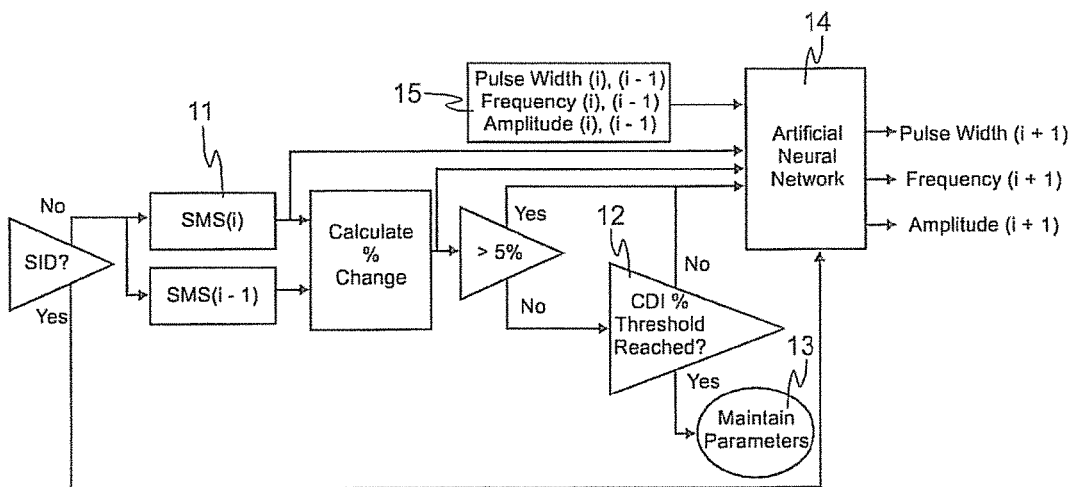 14
15
Pulse Width (i), (i - 1)
Frequency (i), (i - 1)
Amplitude (i), (i - 1)
Artificial
Neural
Network
Pulse Width (i + 1)
Frequency (i + 1)
Amplitude (i + 1)
11
SID?
No
Yes
SMS(i)
SMS(i - 1)
Calculate
%
Change
> 5%
Yes
No
12
CDI %
Threshold
Reached?
No
Yes
13
Maintain
Parameters